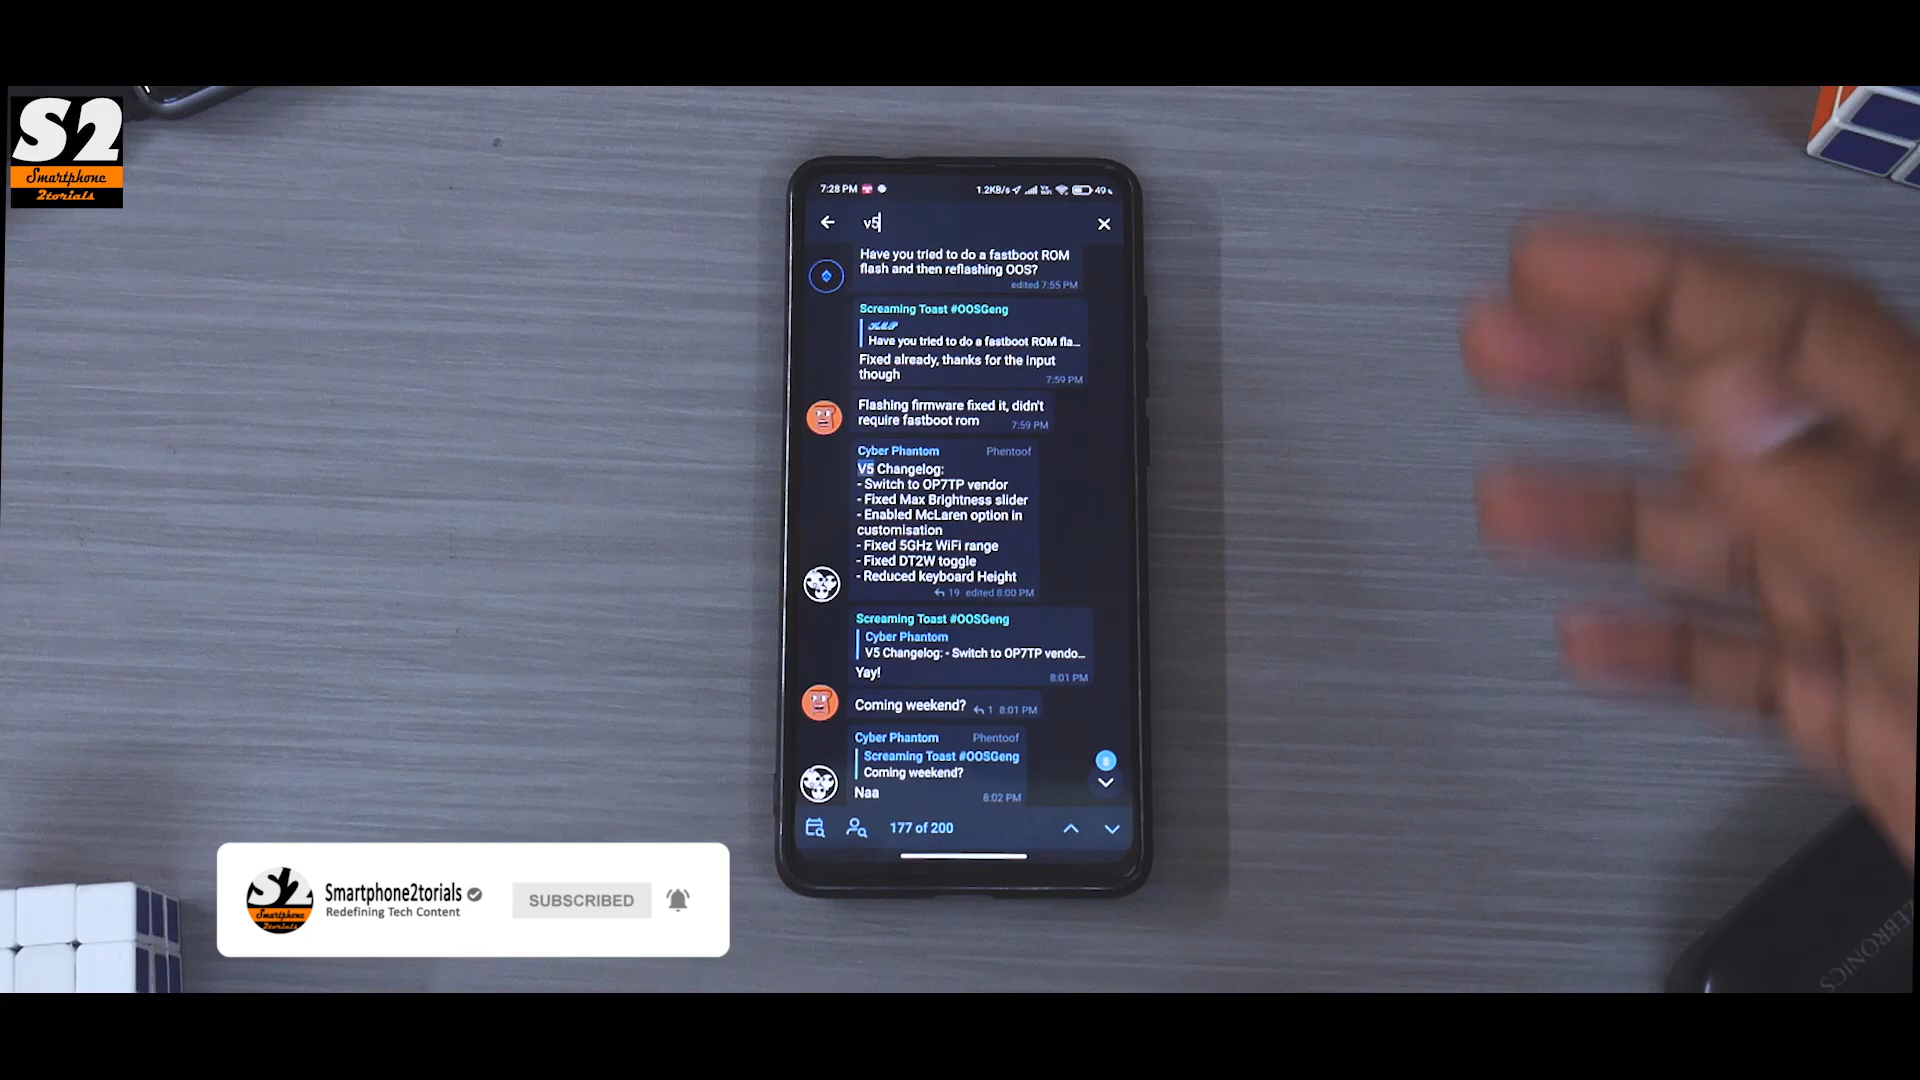 S2
Smartphone
2torials
7:28 PM
1.2KB/s
49
v5
Have you tried to do a fastboot ROM
flash and then reflashing OOS?
edited 7:55 PM
Screaming Toast #OOSGeng
Have you tried to do a fastboot ROM fla...
Fixed already, thanks for the input
though
7:59 PM
Flashing firmware fixed it, didn't
require fastboot rom
7:59 PM
Cyber Phantom Phentoof
V5 Changelog:
- Switch to OP7TP vendor
- Fixed Max Brightness slider
- Enabled McLaren option in
customisation
- Fixed 5GHz WiFi range
- Fixed DT2W toggle
- Reduced keyboard Height
19 edited 8:00 PM
Screaming Toast #OOSGeng
Cyber Phantom
V5 Changelog: - Switch to OP7TP vendo...
Yay!
8:01 PM
Coming weekend? 1 8:01 PM
Cyber Phantom Phentoof
Screaming Toast #OOSGeng
Coming weekend?
Naa
8:02 PM
177 of 200
S2
Smartphone
2torials
Smartphone2torials
Redefining Tech Content
SUBSCRIBED
ZEBRONICS